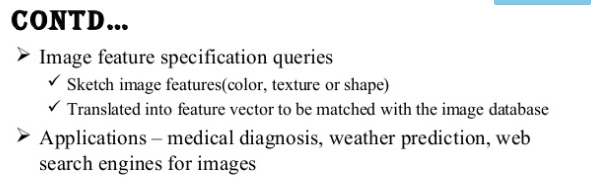 CONTD...
➢ Image feature specification queries
✓ Sketch image features(color, texture or shape)
✓ Translated into feature vector to be matched with the image database
➢ Applications – medical diagnosis, weather prediction, web
search engines for images